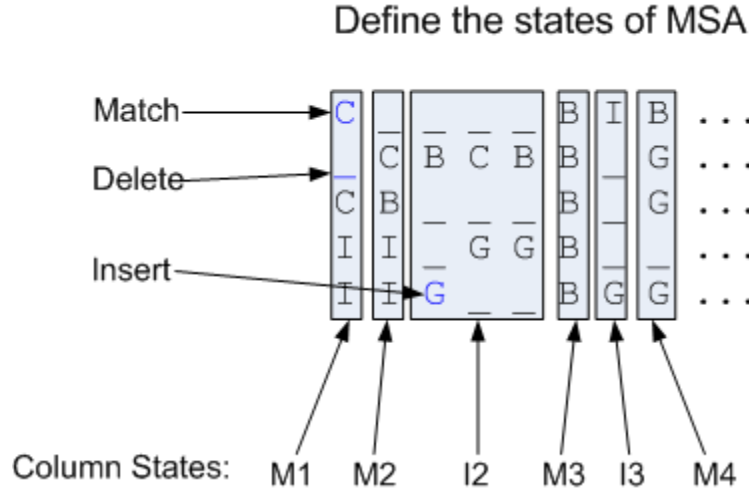 Define the states of MSA
Match C _ _ _ _ B I B ...
Delete _ C B C B B _ G ...
C B _ _ _ B _ G ...
Insert I I _ G G B _ _ ...
I I G _ _ B G G ...
Column States: M1 M2 I2 M3 I3 M4